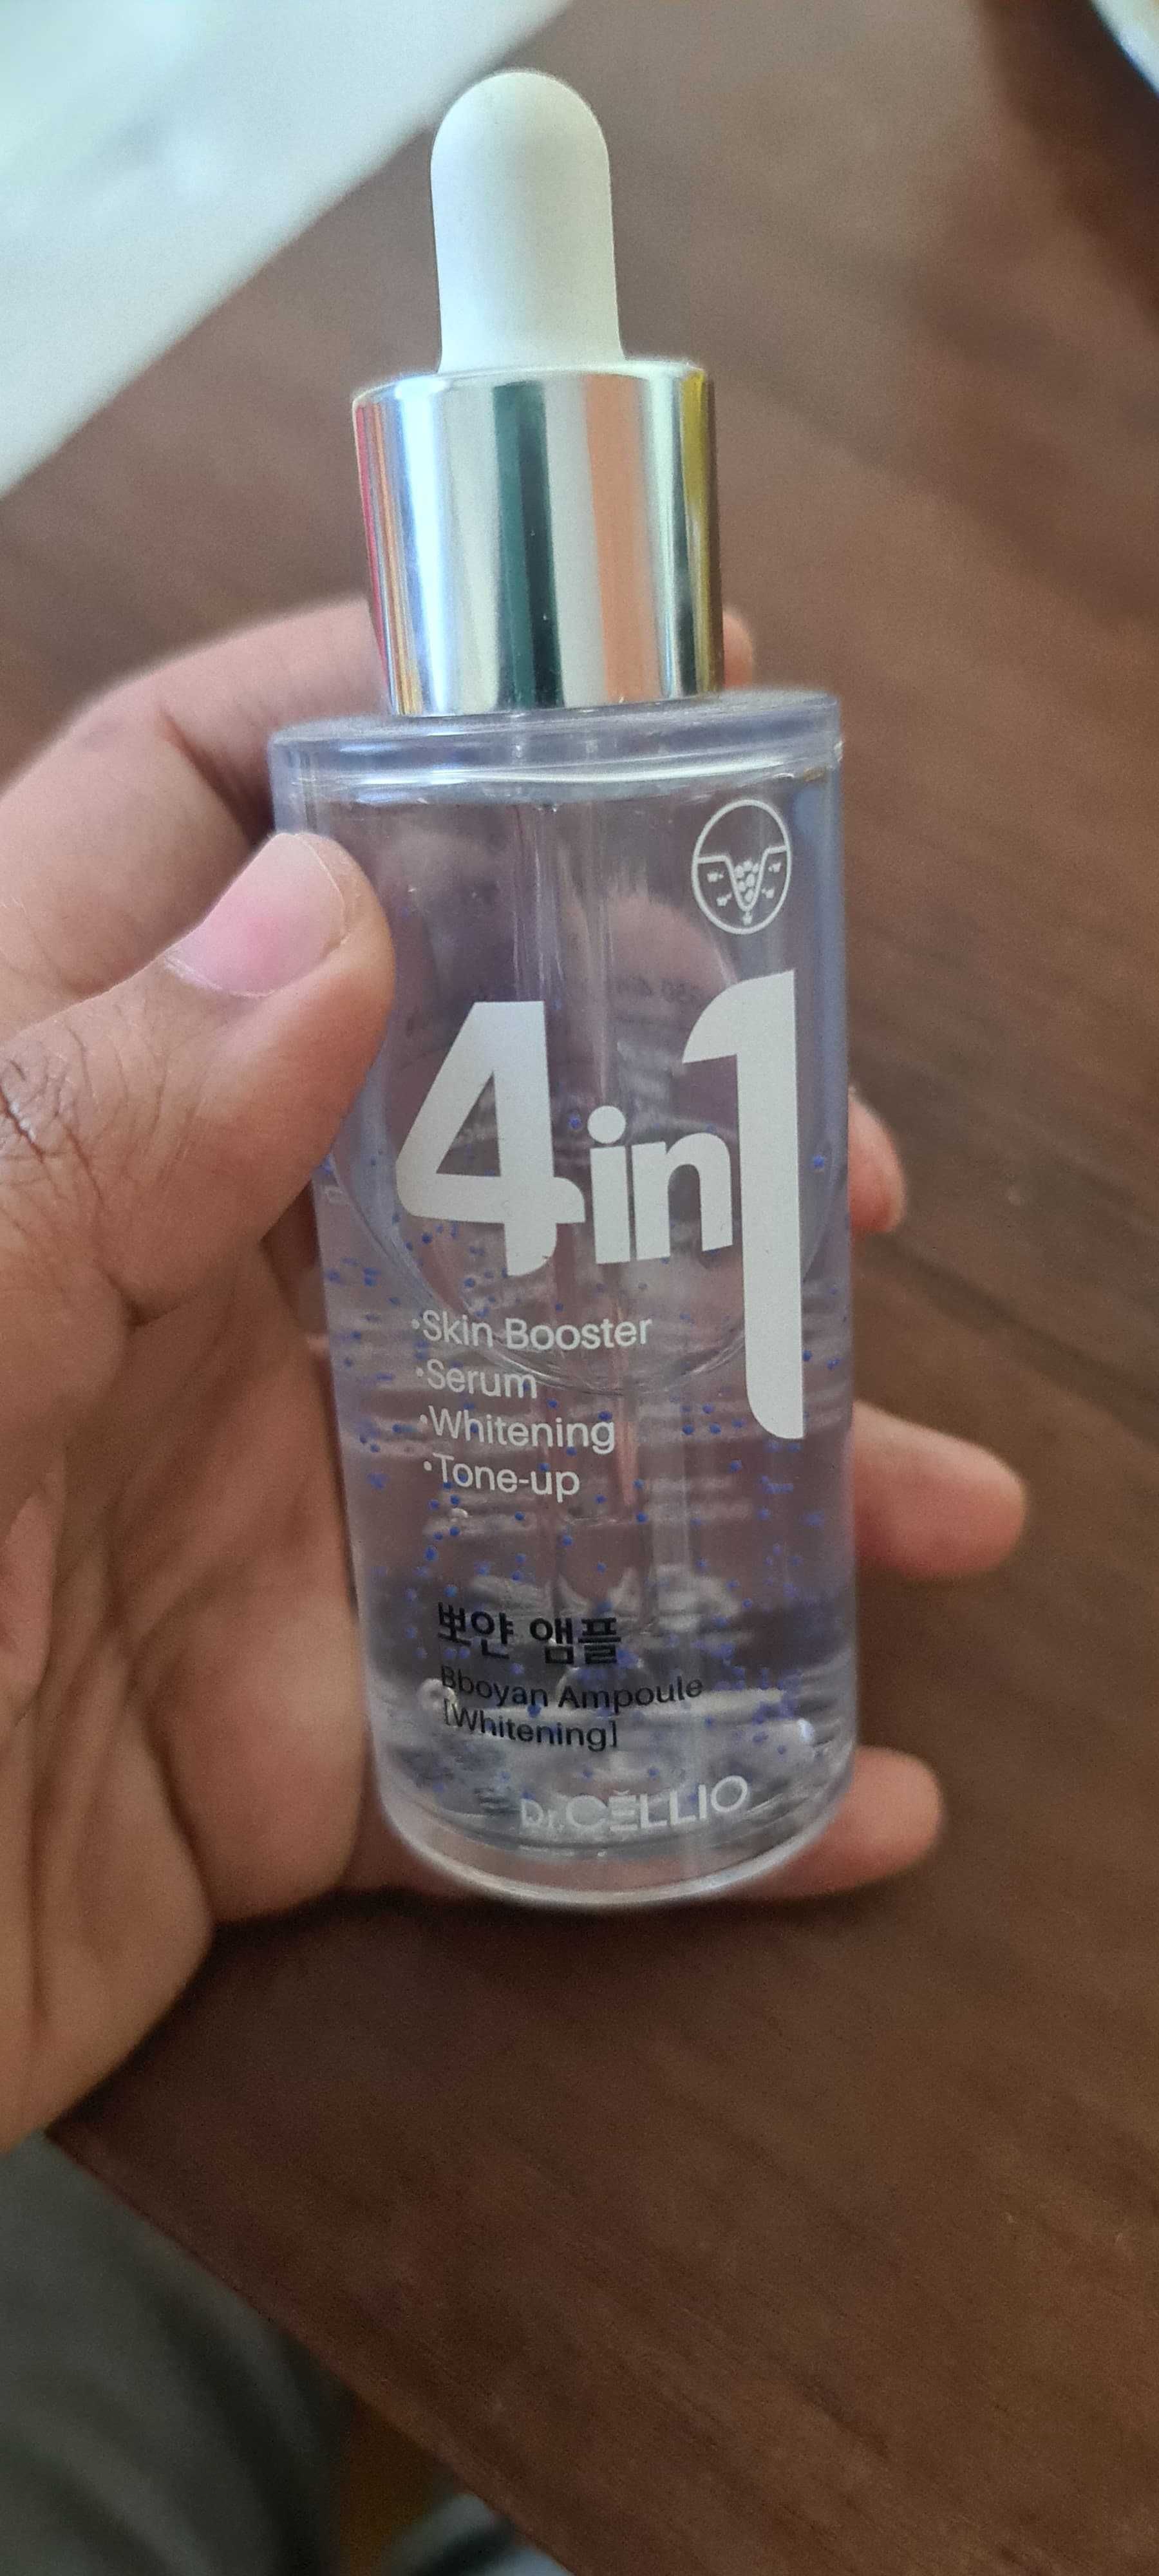 4in1
•Skin Booster
•Serum
•Whitening
•Tone-up
뽀얀 앰플
Bboyan Ampoule
[Whitening]
Dr.CELLIO